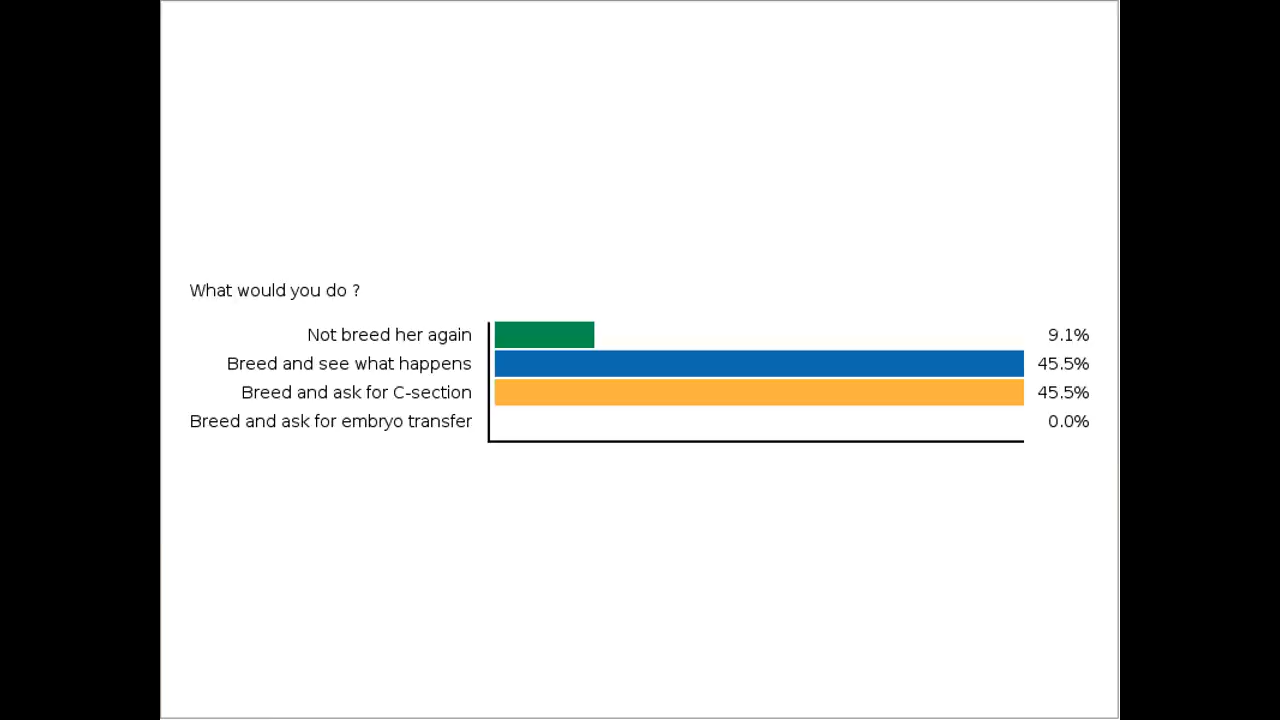 What would you do ?
Not breed her again 9.1%
Breed and see what happens 45.5%
Breed and ask for C-section 45.5%
Breed and ask for embryo transfer 0.0%